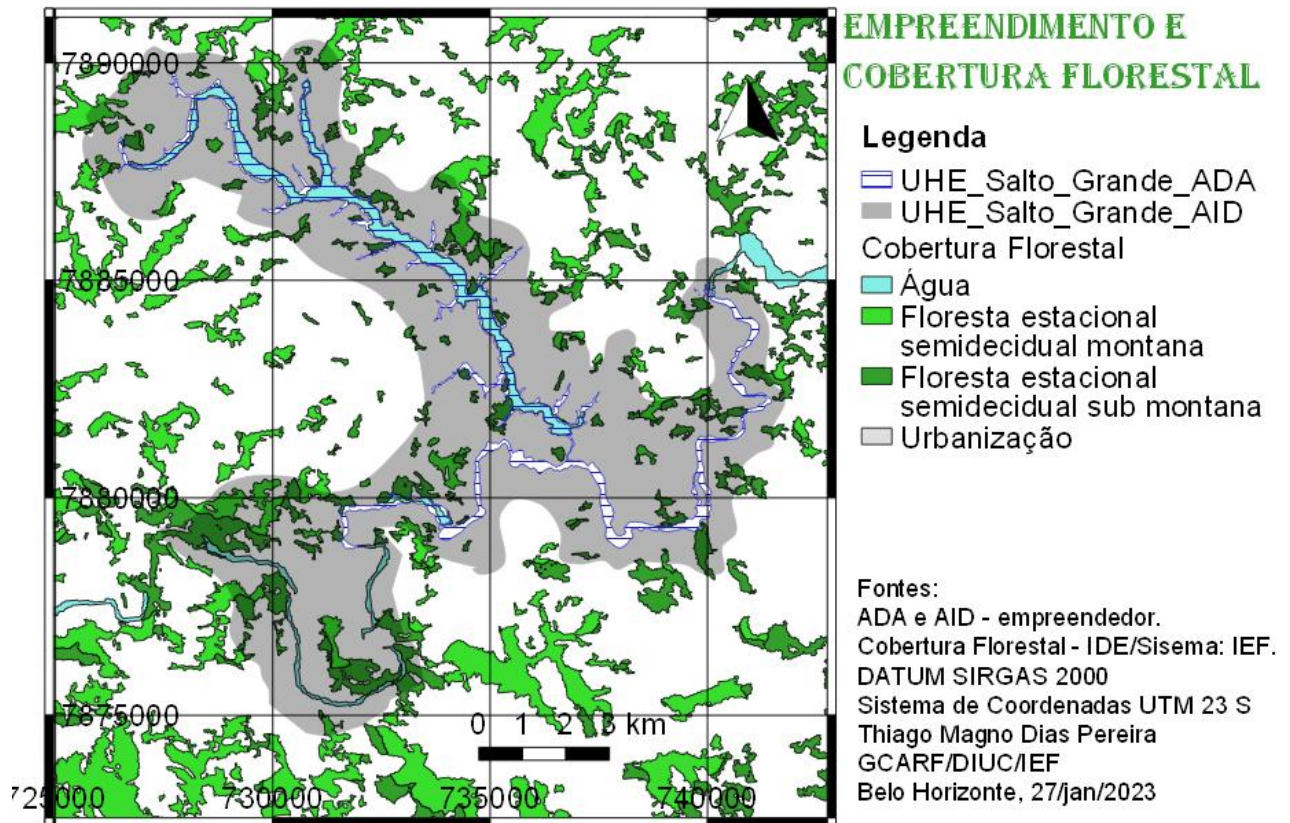 EMPREENDIMENTO E
COBERTURA FLORESTAL
Legenda
UHE_Salto_Grande_ADA
UHE_Salto_Grande_AID
Cobertura Florestal
Água
Floresta estacional
semidecidual montana
Floresta estacional
semidecidual sub montana
Urbanização
7890000
7885000
7880000
7875000
0 1 2 3 km
725000 730000 735000 740000
Fontes:
ADA e AID - empreendedor.
Cobertura Florestal - IDE/Sisema: IEF.
DATUM SIRGAS 2000
Sistema de Coordenadas UTM 23 S
Thiago Magno Dias Pereira
GCARF/DIUC/IEF
Belo Horizonte, 27/jan/2023